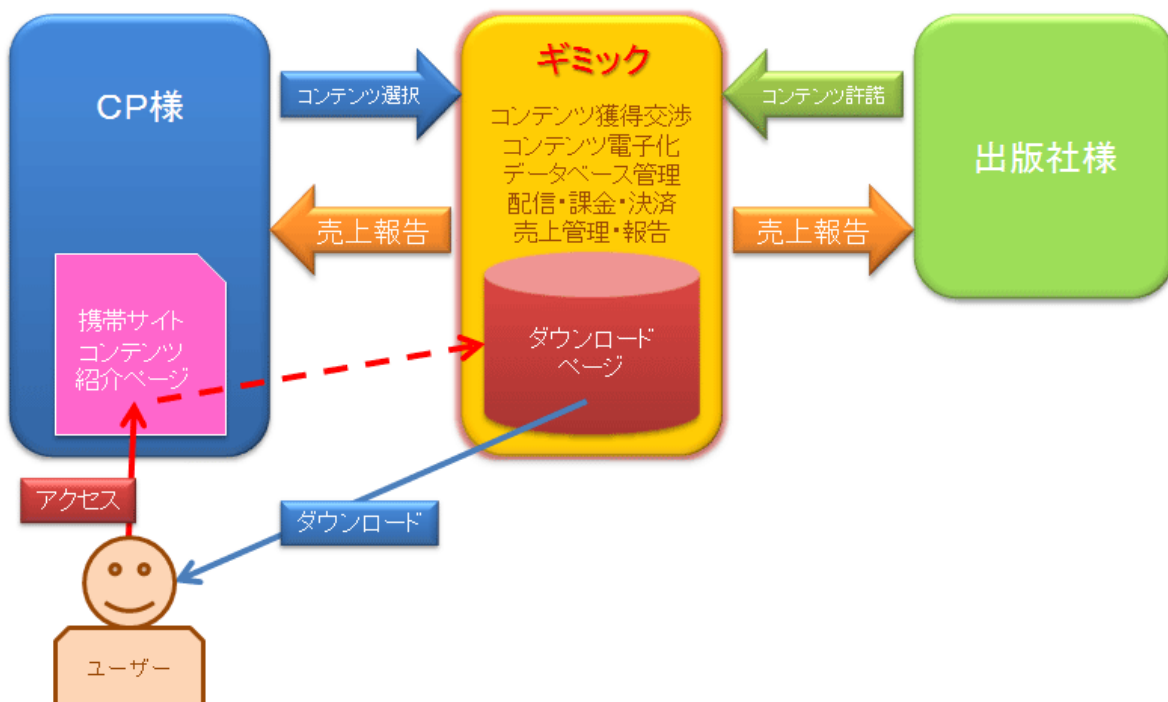 CP様
コンテンツ選択
ギミック
コンテンツ許諾
出版社様
コンテンツ獲得交渉
コンテンツ電子化
データベース管理
配信・課金・決済
売上管理・報告
売上報告
売上報告
携帯サイト
コンテンツ
紹介ページ
ダウンロード
ページ
アクセス
ダウンロード
ユーザー